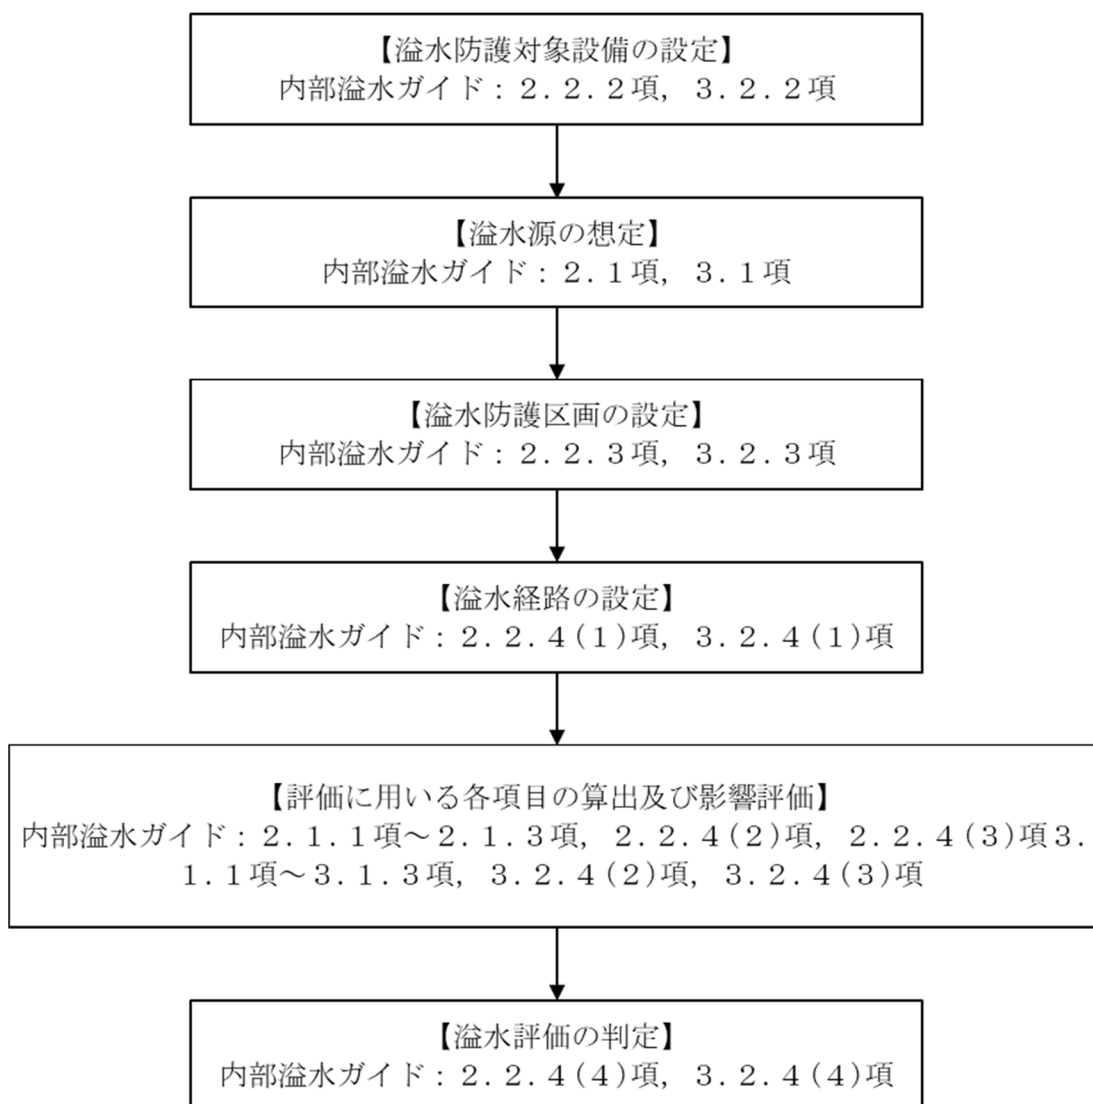 【溢水防護対象設備の設定】
内部溢水ガイド：２.２.２項，３.２.２項
【溢水源の想定】
内部溢水ガイド：２.１項，３.１項
【溢水防護区画の設定】
内部溢水ガイド：２.２.３項，３.２.３項
【溢水経路の設定】
内部溢水ガイド：２.２.４(１)項，３.２.４(１)項
【評価に用いる各項目の算出及び影響評価】
内部溢水ガイド：２.１.１項～２.１.３項，２.２.４(２)項，２.２.４(３)項３.
１.１項～３.１.３項，３.２.４(２)項，３.２.４(３)項
【溢水評価の判定】
内部溢水ガイド：２.２.４(４)項，３.２.４(４)項